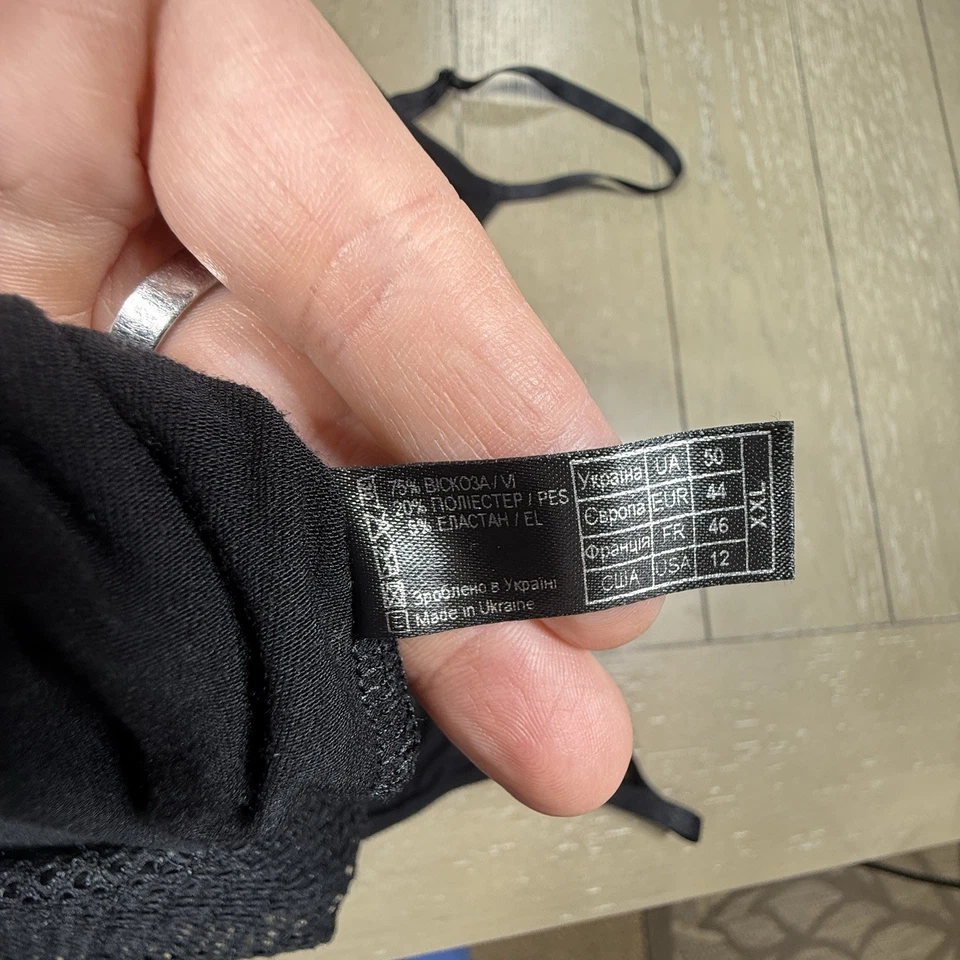 75% ВІСКОЗА / VI
20% ПОЛІЕСТЕР / PES
5% ЕЛАСТАН / EL
Зроблено в Україні
Made in Ukraine
Україна UA 50
Європа EUR 44
Франція FR 46
США USA 12
XXL